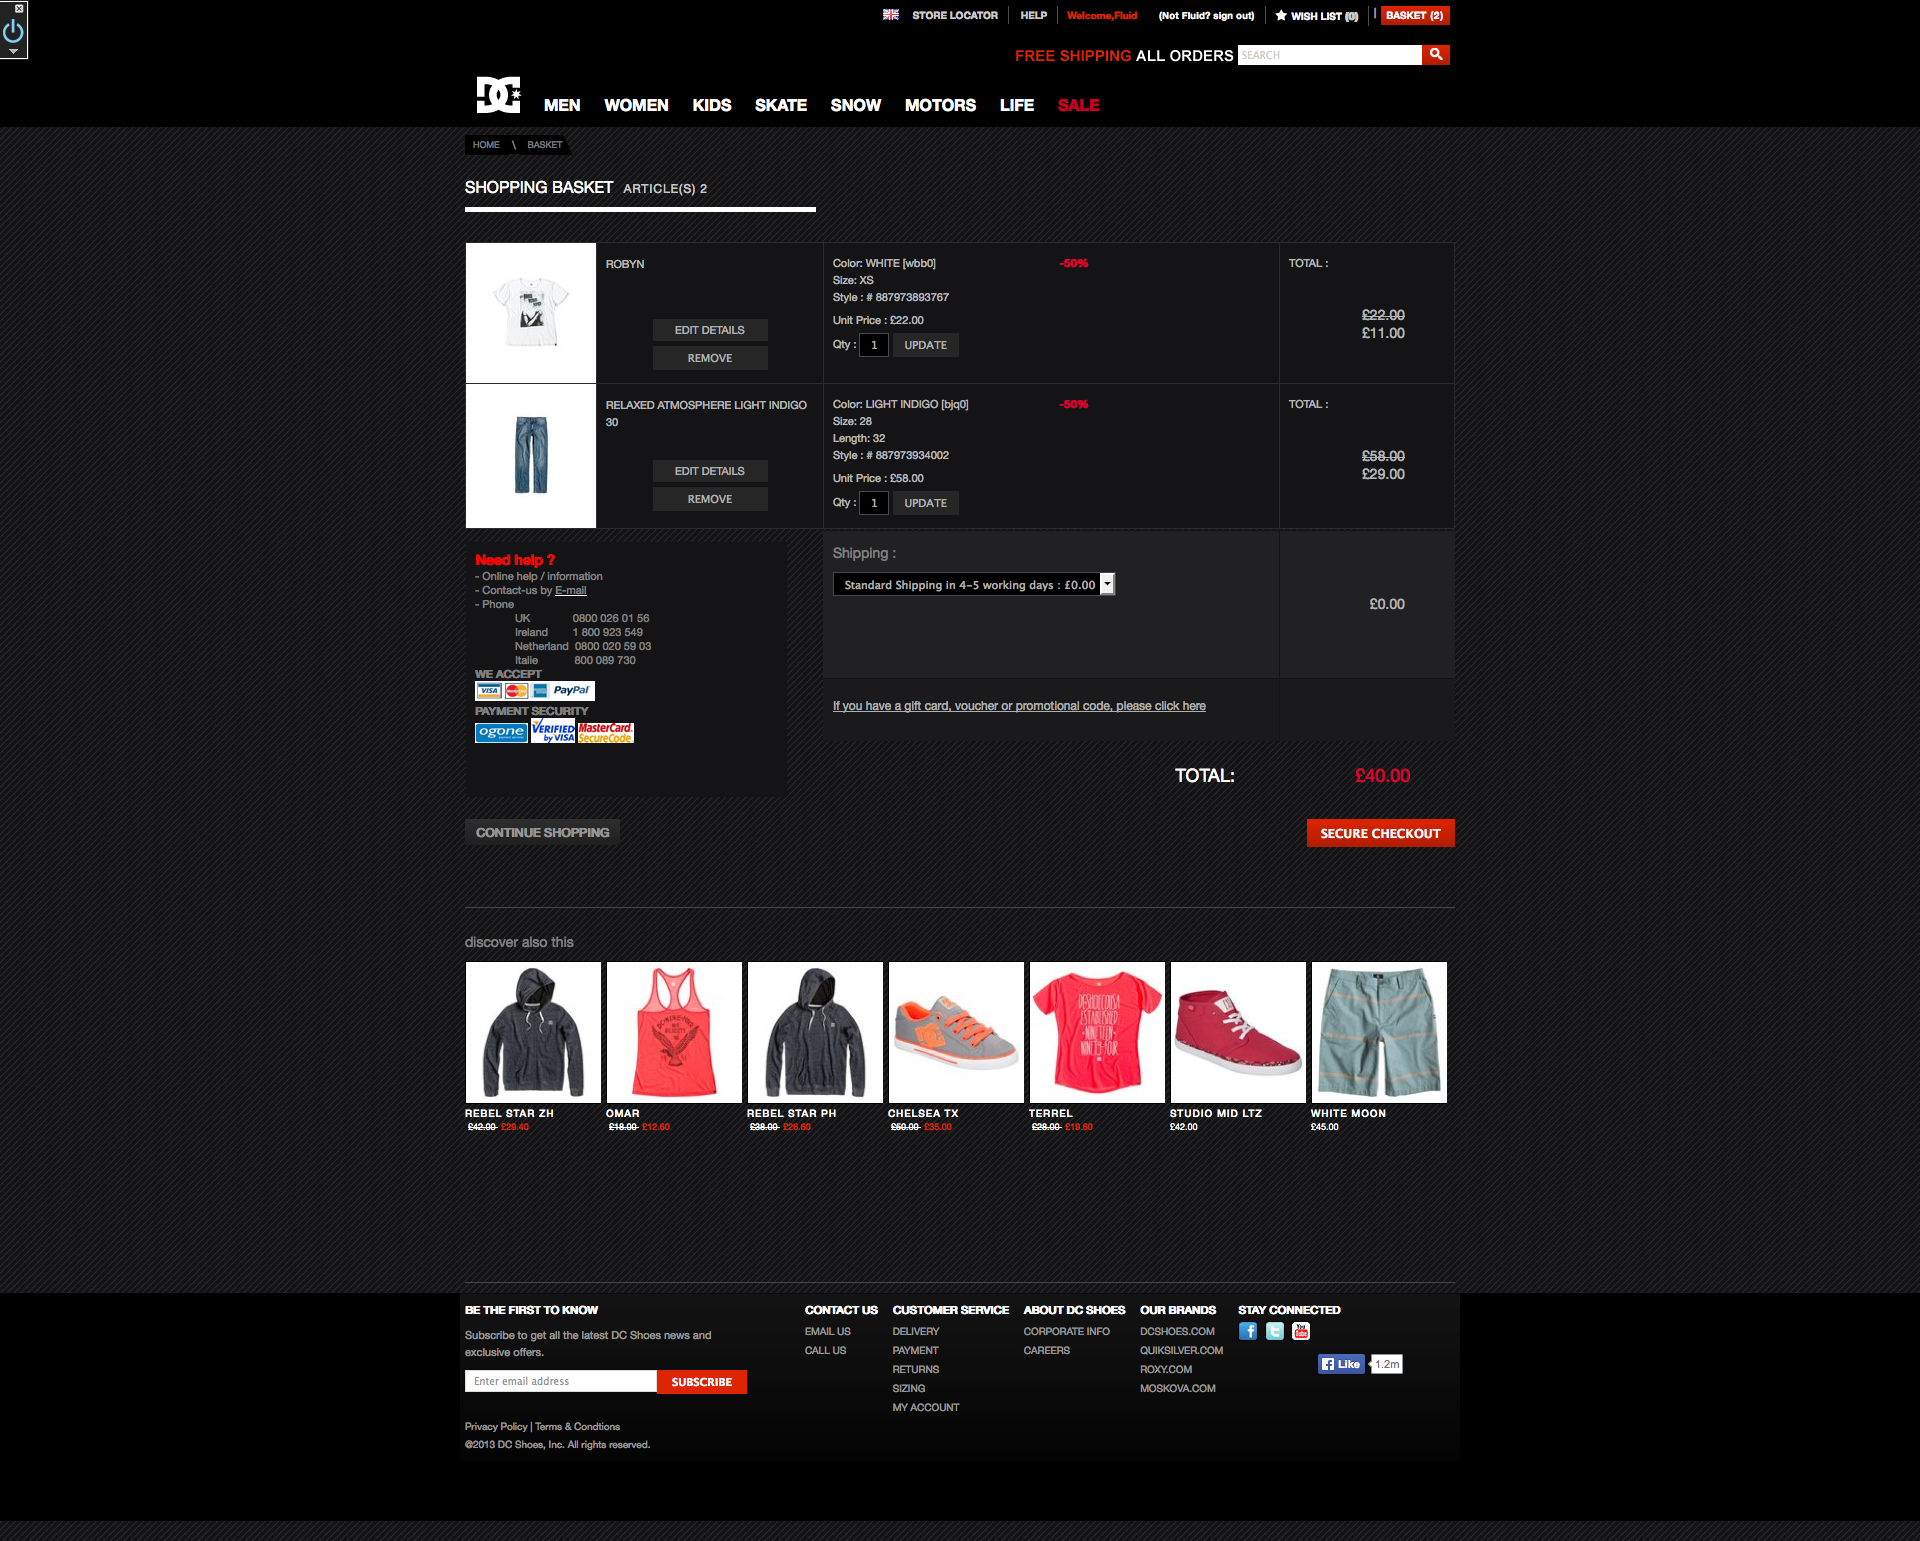 STORE LOCATOR HELP Welcome,Fluid (Not Fluid? sign out) WISH LIST (0) BASKET (2)
FREE SHIPPING ALL ORDERS SEARCH
DC MEN WOMEN KIDS SKATE SNOW MOTORS LIFE SALE
HOME \ BASKET
SHOPPING BASKET ARTICLE(S) 2
ROBYN
EDIT DETAILS
REMOVE
Color: WHITE [wbb0] -50%
Size: XS
Style : # 887973893767
Unit Price : £22.00
Qty : 1 UPDATE
TOTAL :
£22.00
£11.00
RELAXED ATMOSPHERE LIGHT INDIGO
30
EDIT DETAILS
REMOVE
Color: LIGHT INDIGO [bjq0] -50%
Size: 28
Length: 32
Style : # 887973934002
Unit Price : £58.00
Qty : 1 UPDATE
TOTAL :
£58.00
£29.00
Need help ?
- Online help / information
- Contact-us by E-mail
- Phone
UK 0800 026 01 56
Ireland 1 800 923 549
Netherland 0800 020 59 03
Italie 800 089 730
WE ACCEPT
VISA MasterCard PayPal
PAYMENT SECURITY
ogone VERIFIED by VISA MasterCard. SecureCode.
Shipping :
Standard Shipping in 4-5 working days : £0.00
£0.00
If you have a gift card, voucher or promotional code, please click here
TOTAL: £40.00
CONTINUE SHOPPING SECURE CHECKOUT
discover also this
DCSHOECOUSA
ESTABLISHED
NINETEEN
NINETY-FOUR
REBEL STAR ZH OMAR REBEL STAR PH CHELSEA TX TERREL STUDIO MID LTZ WHITE MOON
£42.00 £29.40 £18.00 £12.60 £38.00 £26.60 £50.00 £35.00 £28.00 £19.60 £42.00 £45.00
BE THE FIRST TO KNOW
Subscribe to get all the latest DC Shoes news and
exclusive offers.
Enter email address SUBSCRIBE
Privacy Policy | Terms & Condtions
@2013 DC Shoes, Inc. All rights reserved.
CONTACT US
EMAIL US
CALL US
CUSTOMER SERVICE
DELIVERY
PAYMENT
RETURNS
SIZING
MY ACCOUNT
ABOUT DC SHOES
CORPORATE INFO
CAREERS
OUR BRANDS
DCSHOES.COM
QUIKSILVER.COM
ROXY.COM
MOSKOVA.COM
STAY CONNECTED
You Tube
Like 1.2m